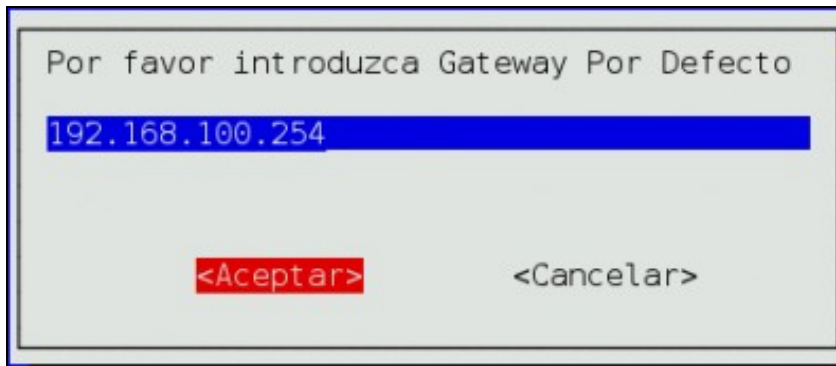 Por favor introduzca Gateway Por Defecto
192.168.100.254
<Aceptar> <Cancelar>